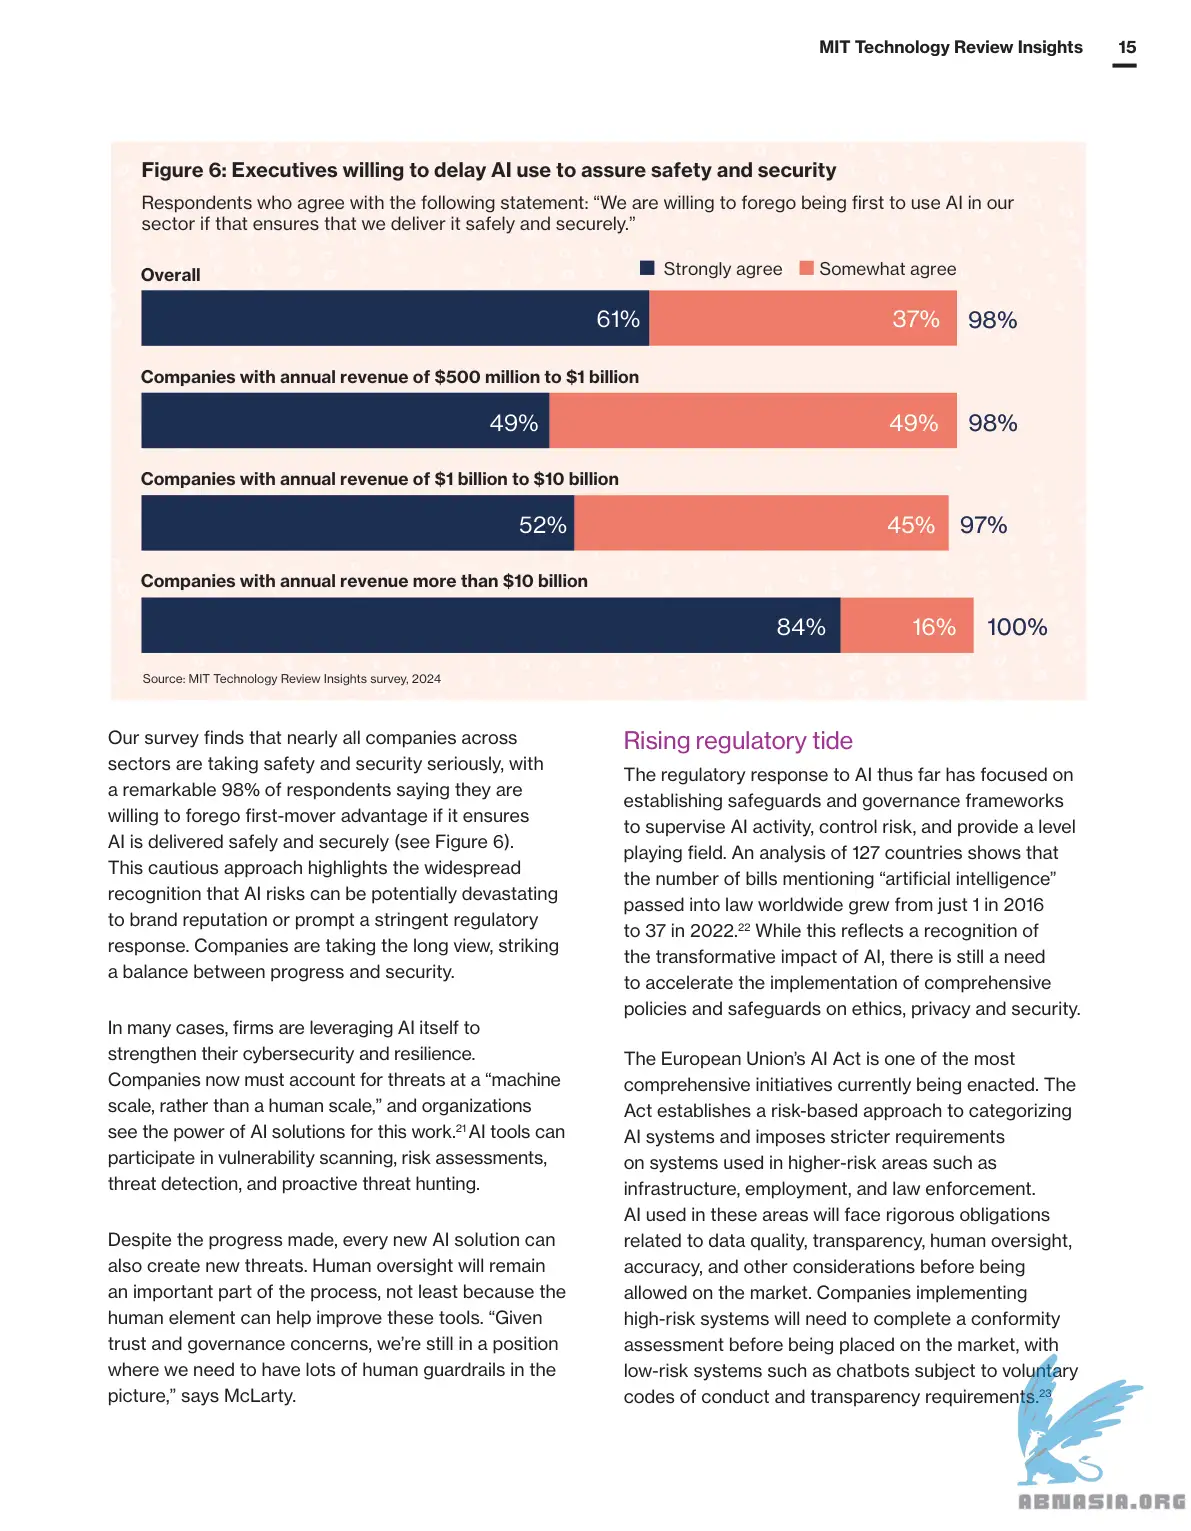 MIT Technology Review Insights 15
Figure 6: Executives willing to delay AI use to assure safety and security
Respondents who agree with the following statement: “We are willing to forego being first to use AI in our
sector if that ensures that we deliver it safely and securely.”
Overall
Strongly agree Somewhat agree
61% 37% 98%
Companies with annual revenue of $500 million to $1 billion
49% 49% 98%
Companies with annual revenue of $1 billion to $10 billion
52% 45% 97%
Companies with annual revenue more than $10 billion
84% 16% 100%
Source: MIT Technology Review Insights survey, 2024
Our survey finds that nearly all companies across
sectors are taking safety and security seriously, with
a remarkable 98% of respondents saying they are
willing to forego first-mover advantage if it ensures
AI is delivered safely and securely (see Figure 6).
This cautious approach highlights the widespread
recognition that AI risks can be potentially devastating
to brand reputation or prompt a stringent regulatory
response. Companies are taking the long view, striking
a balance between progress and security.
In many cases, firms are leveraging AI itself to
strengthen their cybersecurity and resilience.
Companies now must account for threats at a “machine
scale, rather than a human scale,” and organizations
see the power of AI solutions for this work.²¹ AI tools can
participate in vulnerability scanning, risk assessments,
threat detection, and proactive threat hunting.
Despite the progress made, every new AI solution can
also create new threats. Human oversight will remain
an important part of the process, not least because the
human element can help improve these tools. “Given
trust and governance concerns, we’re still in a position
where we need to have lots of human guardrails in the
picture,” says McLarty.
Rising regulatory tide
The regulatory response to AI thus far has focused on
establishing safeguards and governance frameworks
to supervise AI activity, control risk, and provide a level
playing field. An analysis of 127 countries shows that
the number of bills mentioning “artificial intelligence”
passed into law worldwide grew from just 1 in 2016
to 37 in 2022.²² While this reflects a recognition of
the transformative impact of AI, there is still a need
to accelerate the implementation of comprehensive
policies and safeguards on ethics, privacy and security.
The European Union’s AI Act is one of the most
comprehensive initiatives currently being enacted. The
Act establishes a risk-based approach to categorizing
AI systems and imposes stricter requirements
on systems used in higher-risk areas such as
infrastructure, employment, and law enforcement.
AI used in these areas will face rigorous obligations
related to data quality, transparency, human oversight,
accuracy, and other considerations before being
allowed on the market. Companies implementing
high-risk systems will need to complete a conformity
assessment before being placed on the market, with
low-risk systems such as chatbots subject to voluntary
codes of conduct and transparency requirements.²³
ABNASIA.ORG